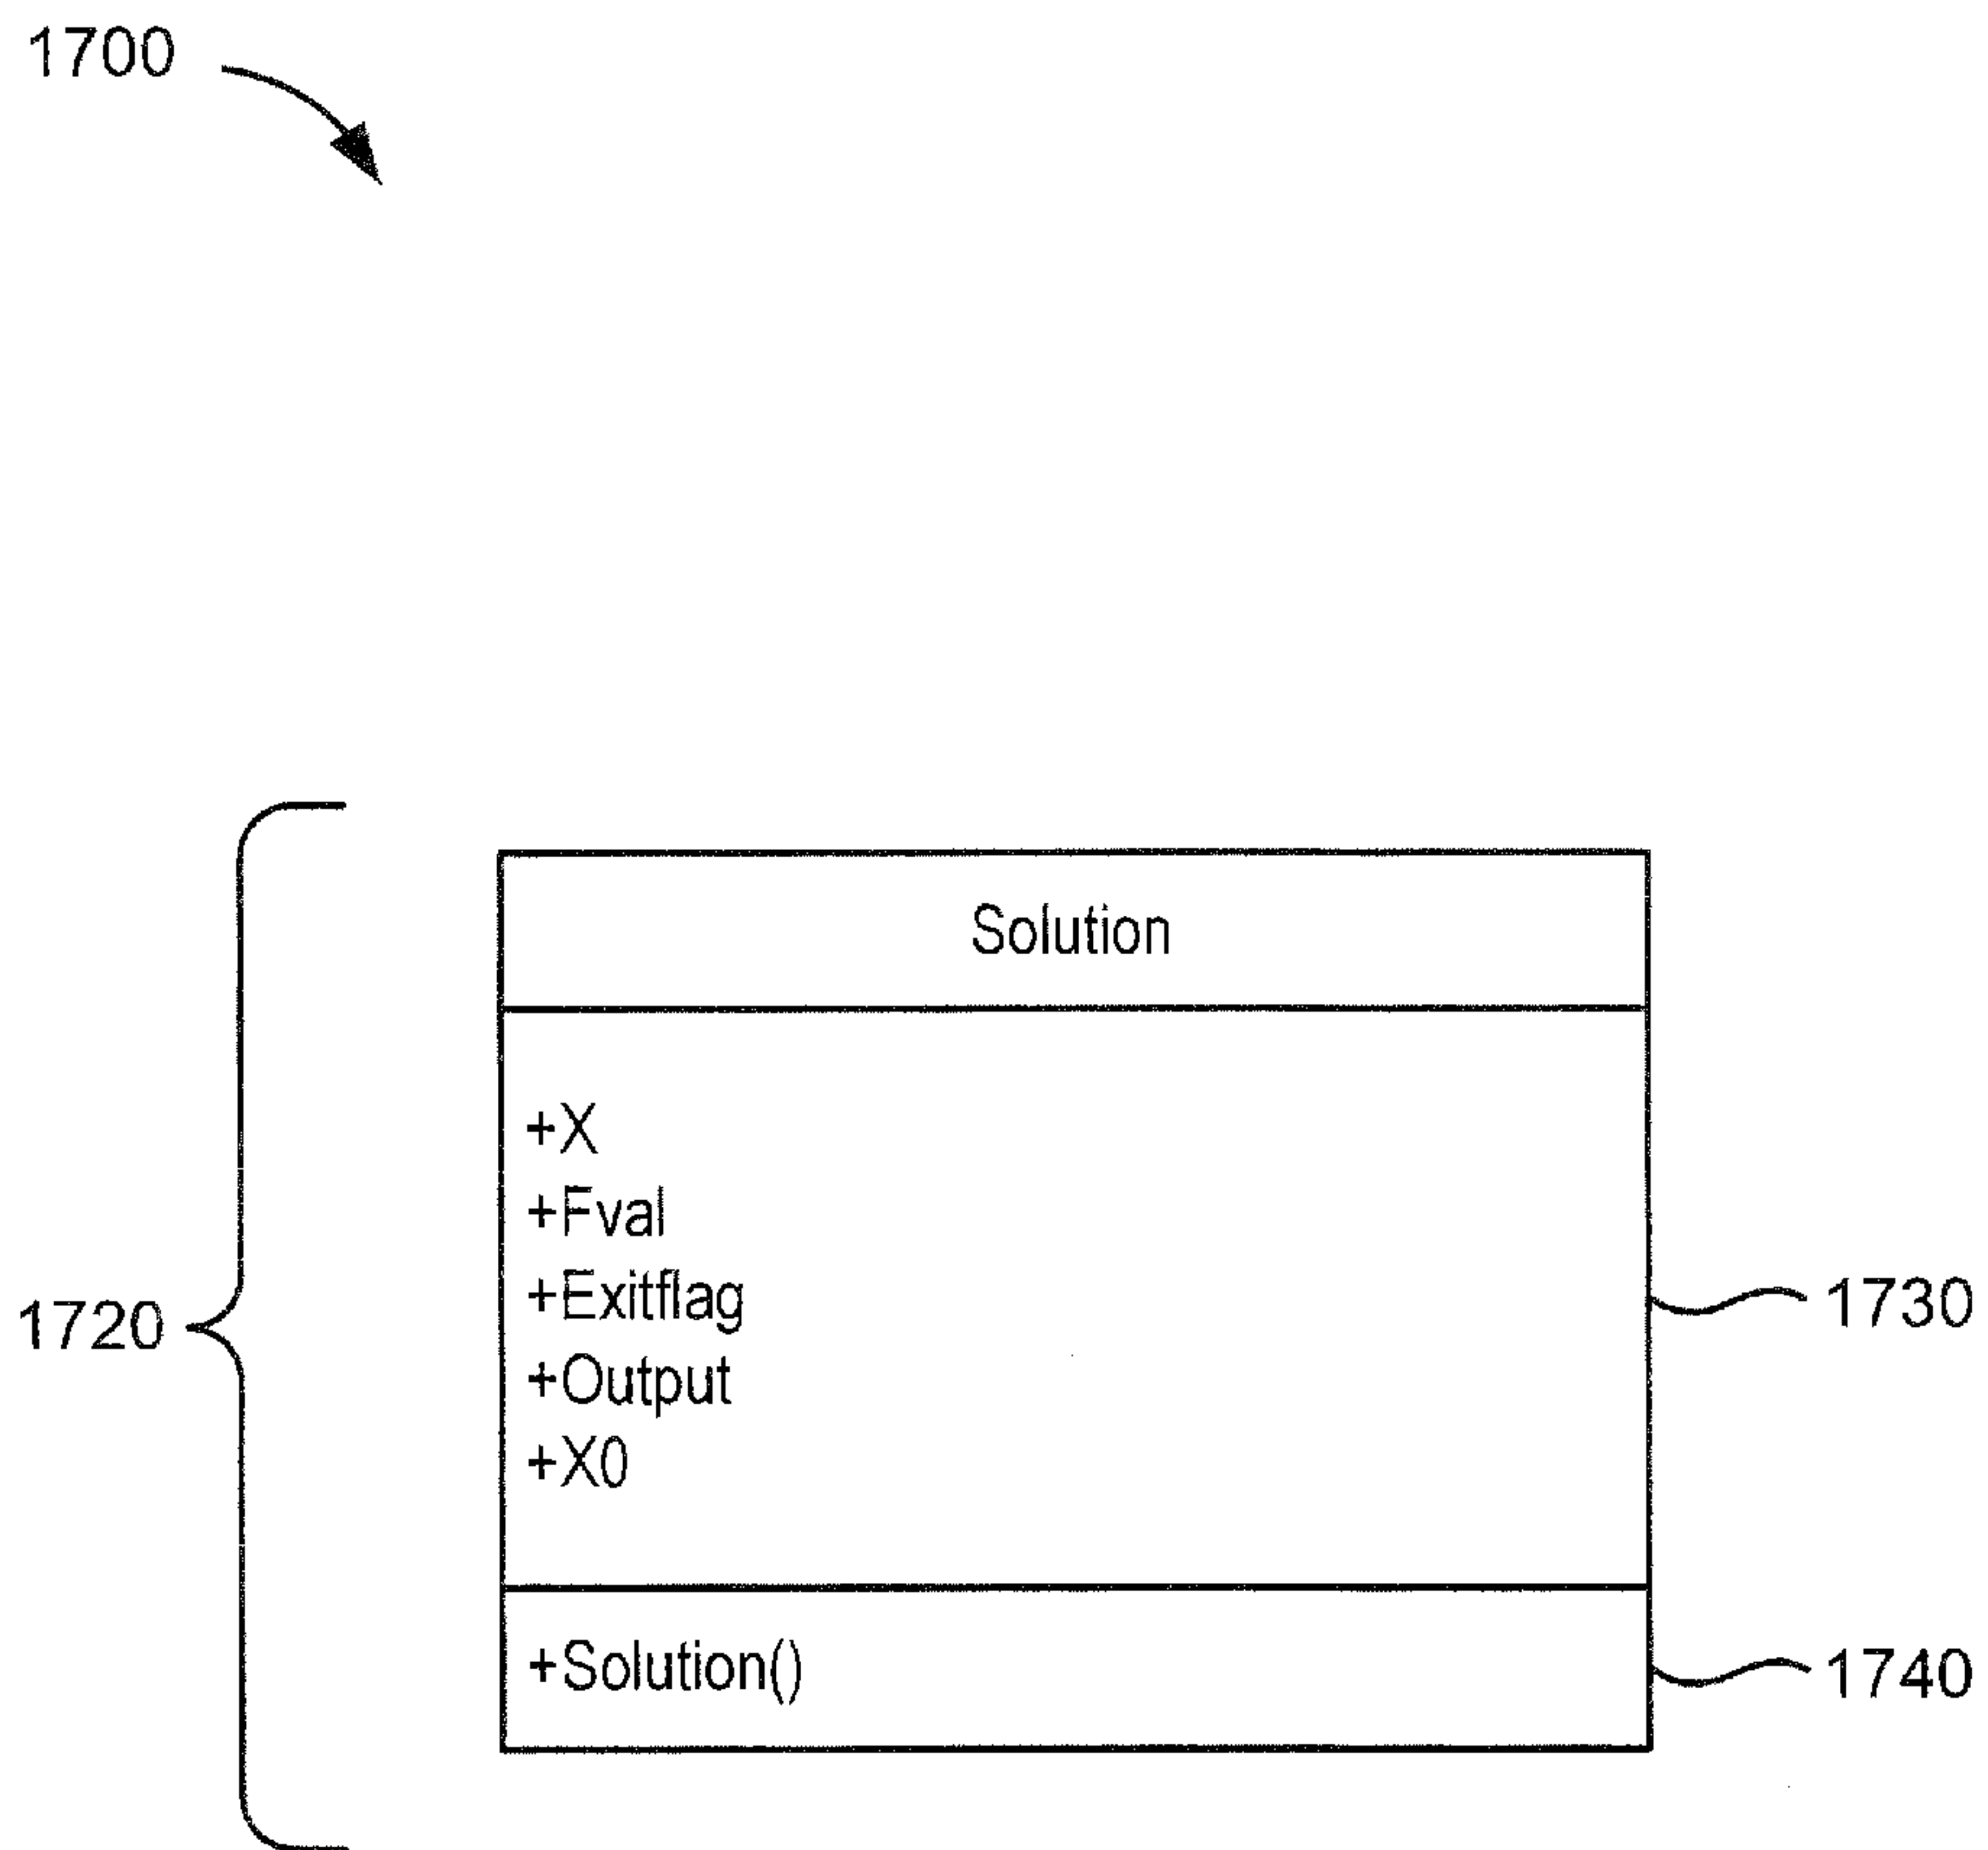 1700
Solution
+X
+Fval
+Exitflag
+Output
+X0
+Solution()
1720
1730
1740